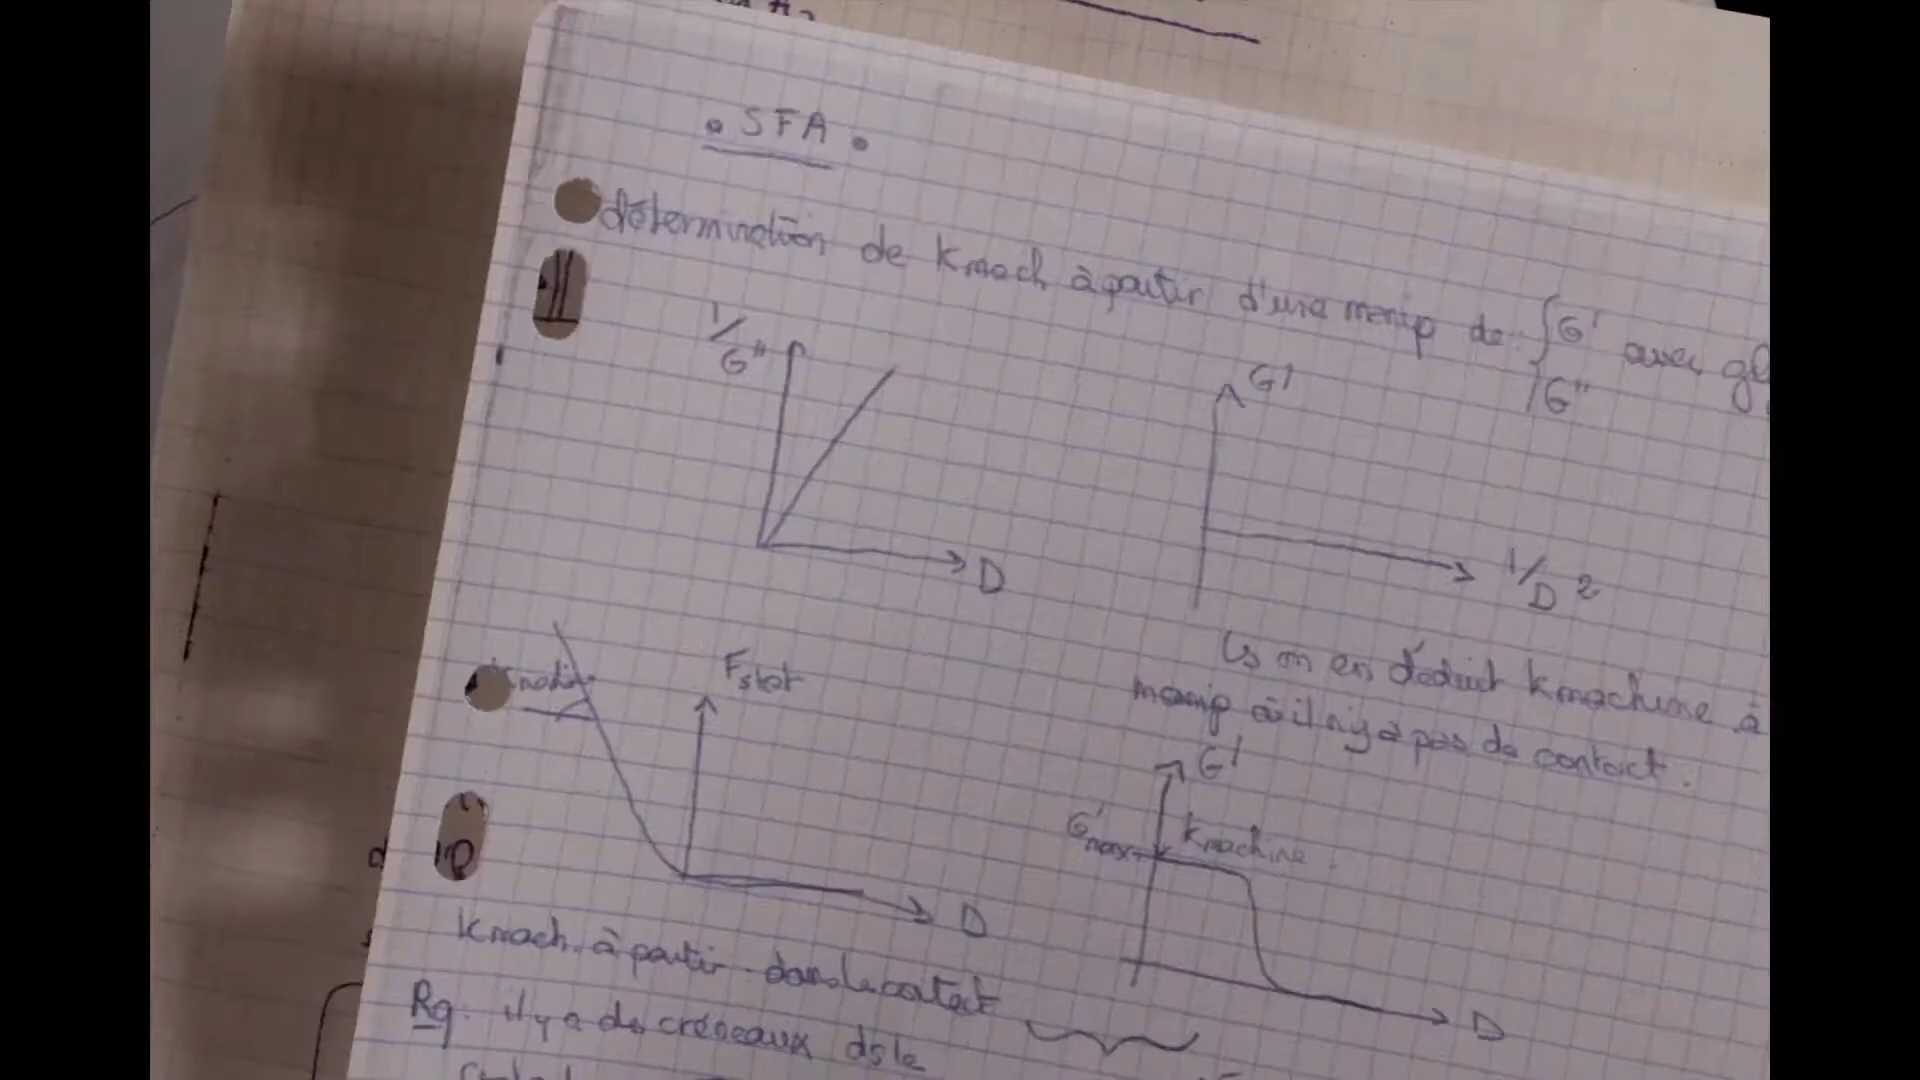 . SFA .
détermination de Kmach à partir d'une manip de { G' avec gl
G"
1/G"
D
G'
1/D²
↳ on en déduit Kmachine à
manip où il n'y a pas de contact.
Fstat
D
G'
G'max
Kmachine.
D
Kmach. à partir dans le contact
Rq. il y a des créneaux ds le